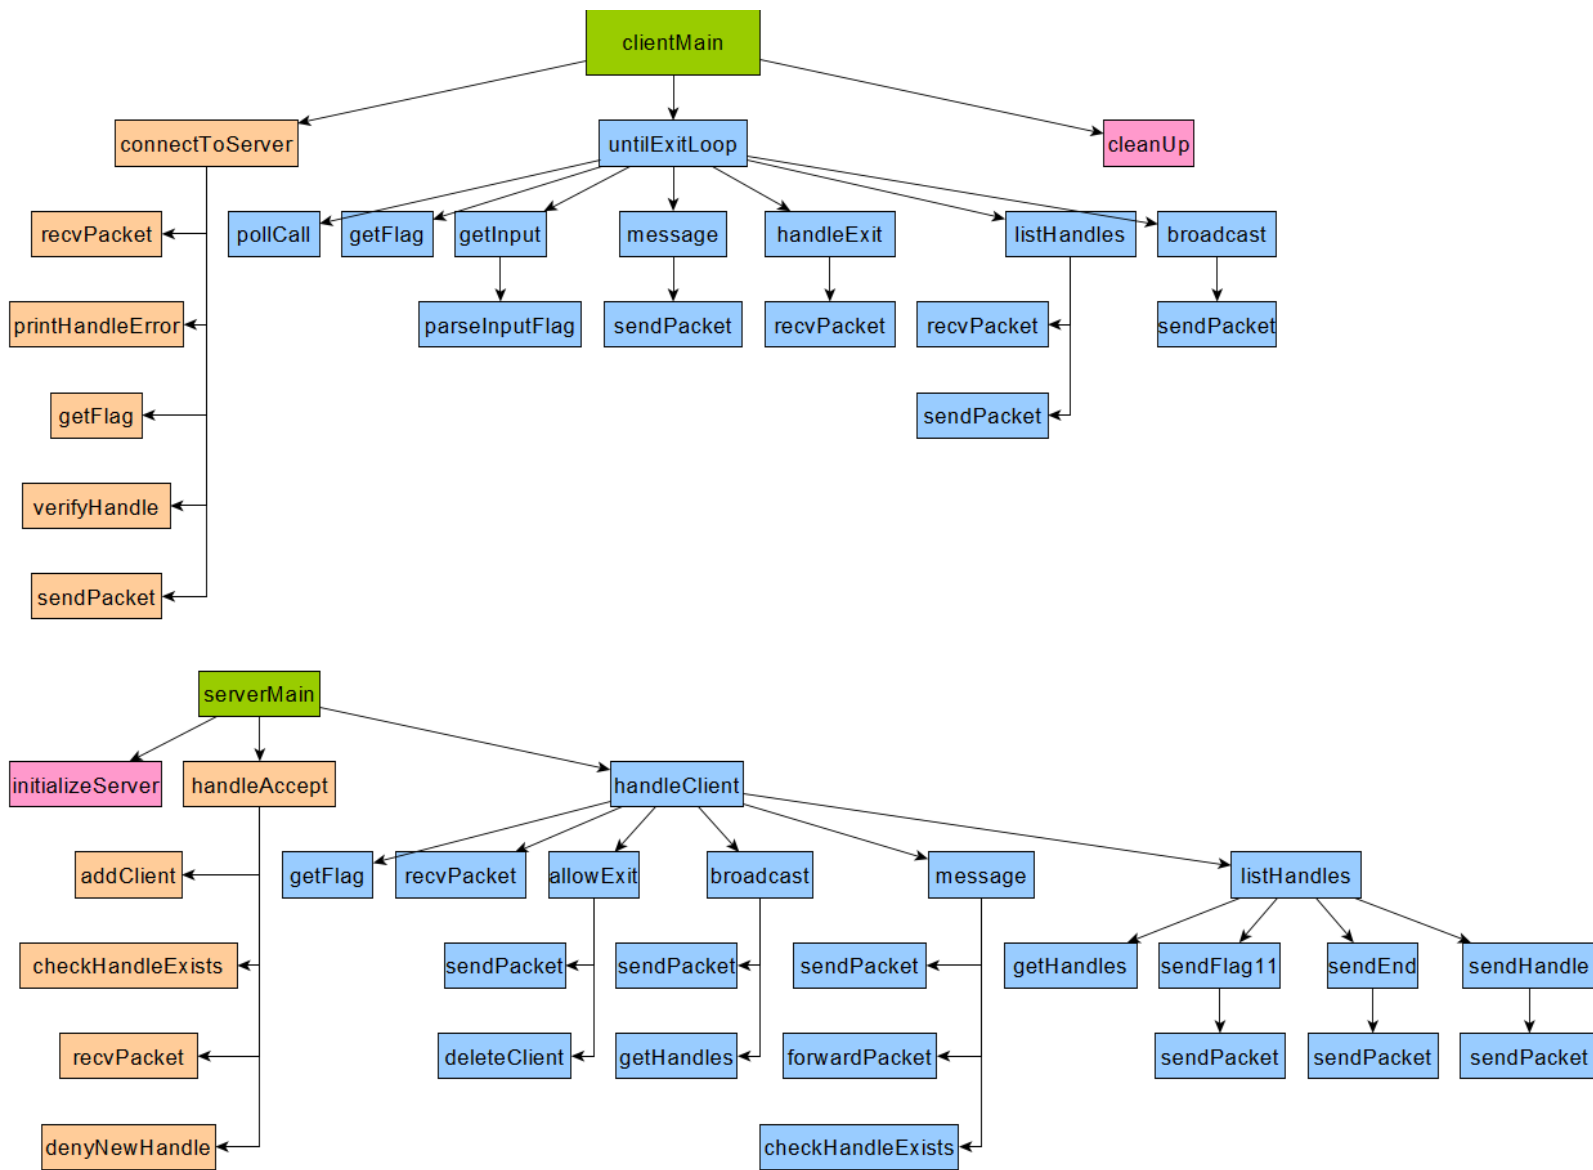 clientMain
connectToServer
untilExitLoop
cleanUp
recvPacket
pollCall
getFlag
getInput
message
handleExit
listHandles
broadcast
printHandleError
parseInputFlag
sendPacket
recvPacket
recvPacket
sendPacket
getFlag
sendPacket
verifyHandle
sendPacket
serverMain
initializeServer
handleAccept
handleClient
addClient
getFlag
recvPacket
allowExit
broadcast
message
listHandles
checkHandleExists
sendPacket
sendPacket
sendPacket
getHandles
sendFlag11
sendEnd
sendHandle
recvPacket
deleteClient
getHandles
forwardPacket
sendPacket
sendPacket
sendPacket
denyNewHandle
checkHandleExists